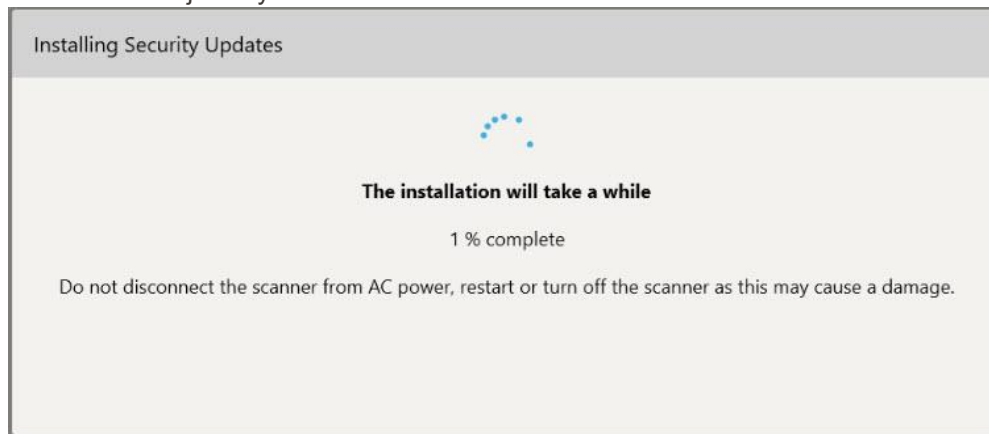 Installing Security Updates
The installation will take a while
1 % complete
Do not disconnect the scanner from AC power, restart or turn off the scanner as this may cause a damage.